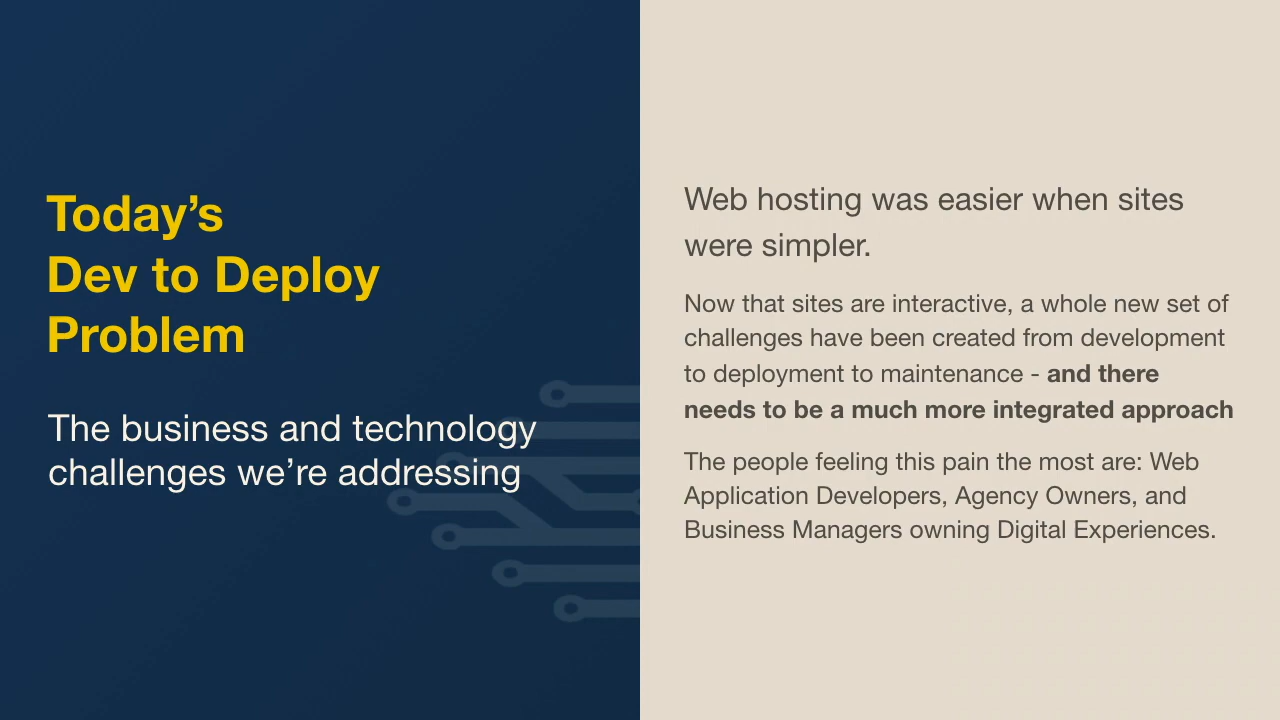 Today’s
Dev to Deploy
Problem
The business and technology
challenges we’re addressing
Web hosting was easier when sites
were simpler.
Now that sites are interactive, a whole new set of
challenges have been created from development
to deployment to maintenance - and there
needs to be a much more integrated approach
The people feeling this pain the most are: Web
Application Developers, Agency Owners, and
Business Managers owning Digital Experiences.